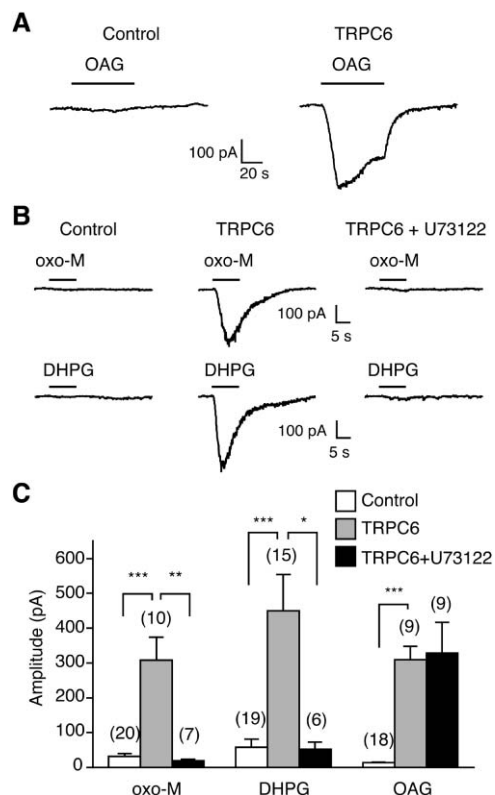 A
Control TRPC6
OAG OAG
100 pA
20 s
B
Control TRPC6 TRPC6 + U73122
oxo-M oxo-M oxo-M
100 pA
5 s
DHPG DHPG DHPG
100 pA
5 s
C
Control
TRPC6
TRPC6+U73122
Amplitude (pA)
600
500
400
300
200
100
0
*** **
(20) (10) (7)
*** *
(19) (15) (6)
***
(18) (9) (9)
oxo-M DHPG OAG